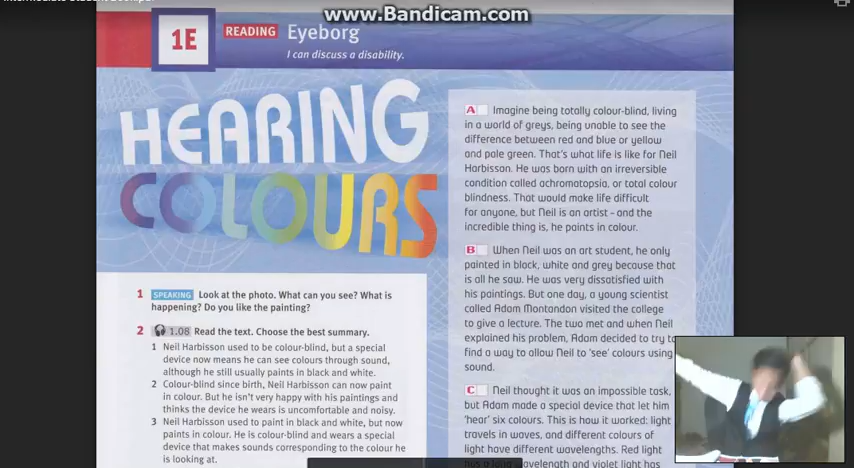 www.Bandicam.com
1E
READING Eyeborg
I can discuss a disability.
HEARING
COLOURS
1 SPEAKING Look at the photo. What can you see? What is
happening? Do you like the painting?
2 1.08 Read the text. Choose the best summary.
1 Neil Harbisson used to be colour-blind, but a special
device now means he can see colours through sound,
although he still usually paints in black and white.
2 Colour-blind since birth, Neil Harbisson can now paint
in colour. But he isn't very happy with his paintings and
thinks the device he wears is uncomfortable and noisy.
3 Neil Harbisson used to paint in black and white, but now
paints in colour. He is colour-blind and wears a special
device that makes sounds corresponding to the colour he
is looking at.
A Imagine being totally colour-blind, living
in a world of greys, being unable to see the
difference between red and blue or yellow
and pale green. That's what life is like for Neil
Harbisson. He was born with an irreversible
condition called achromatopsia, or total colour
blindness. That would make life difficult
for anyone, but Neil is an artist - and the
incredible thing is, he paints in colour.
B When Neil was an art student, he only
painted in black, white and grey because that
is all he saw. He was very dissatisfied with
his paintings. But one day, a young scientist
called Adam Montandon visited the college
to give a lecture. The two met and when Neil
explained his problem, Adam decided to try to
find a way to allow Neil to 'see' colours using
sound.
C Neil thought it was an impossible task,
but Adam made a special device that let him
'hear' six colours. This is how it worked: light
travels in waves, and different colours of
light have different wavelengths. Red light
has a long wavelength and violet light has